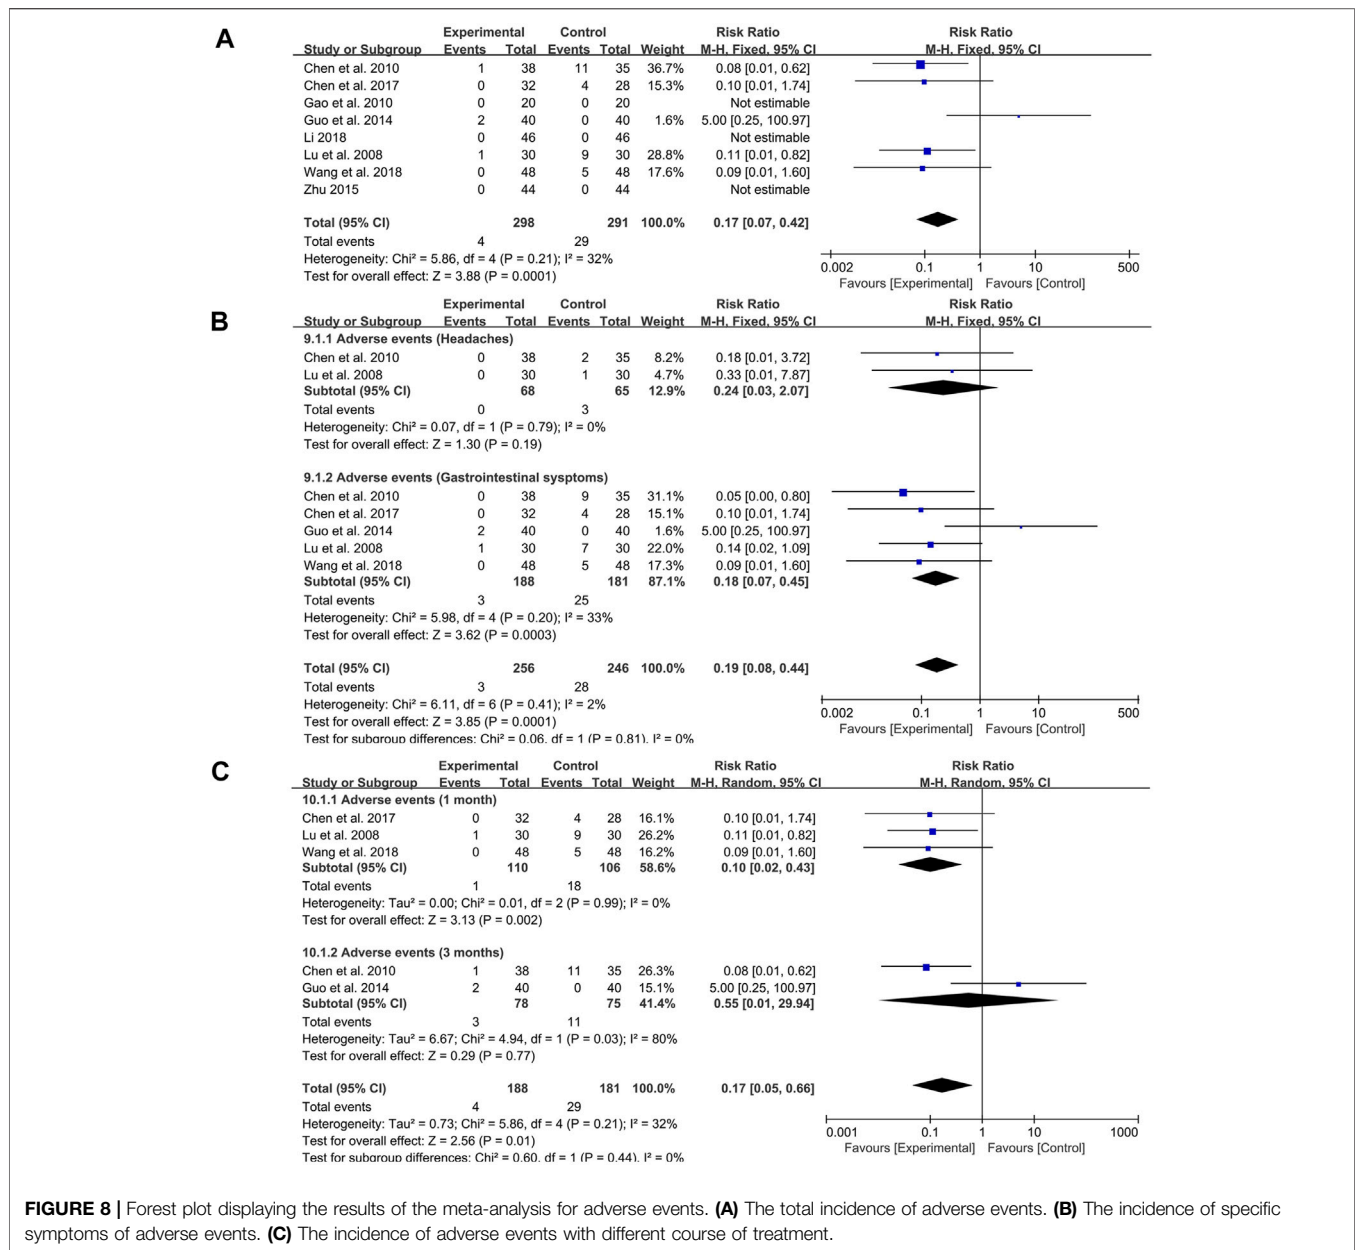 A
Experimental Control Risk Ratio Risk Ratio
Study or Subgroup Events Total Events Total Weight M-H, Fixed, 95% CI M-H, Fixed, 95% CI
Chen et al. 2010 1 38 11 35 36.7% 0.08 [0.01, 0.62]
Chen et al. 2017 0 32 4 28 15.3% 0.10 [0.01, 1.74]
Gao et al. 2010 0 20 0 20 Not estimable
Guo et al. 2014 2 40 0 40 1.6% 5.00 [0.25, 100.97]
Li 2018 0 46 0 46 Not estimable
Lu et al. 2008 1 30 9 30 28.8% 0.11 [0.01, 0.82]
Wang et al. 2018 0 48 5 48 17.6% 0.09 [0.01, 1.60]
Zhu 2015 0 44 0 44 Not estimable
Total (95% CI) 298 291 100.0% 0.17 [0.07, 0.42]
Total events 4 29
Heterogeneity: Chi² = 5.86, df = 4 (P = 0.21); I² = 32%
Test for overall effect: Z = 3.88 (P = 0.0001)
0.002 0.1 1 10 500
Favours [Experimental] Favours [Control]
B
Experimental Control Risk Ratio Risk Ratio
Study or Subgroup Events Total Events Total Weight M-H, Fixed, 95% CI M-H, Fixed, 95% CI
9.1.1 Adverse events (Headaches)
Chen et al. 2010 0 38 2 35 8.2% 0.18 [0.01, 3.72]
Lu et al. 2008 0 30 1 30 4.7% 0.33 [0.01, 7.87]
Subtotal (95% CI) 68 65 12.9% 0.24 [0.03, 2.07]
Total events 0 3
Heterogeneity: Chi² = 0.07, df = 1 (P = 0.79); I² = 0%
Test for overall effect: Z = 1.30 (P = 0.19)
9.1.2 Adverse events (Gastrointestinal sysptoms)
Chen et al. 2010 0 38 9 35 31.1% 0.05 [0.00, 0.80]
Chen et al. 2017 0 32 4 28 15.1% 0.10 [0.01, 1.74]
Guo et al. 2014 2 40 0 40 1.6% 5.00 [0.25, 100.97]
Lu et al. 2008 1 30 7 30 22.0% 0.14 [0.02, 1.09]
Wang et al. 2018 0 48 5 48 17.3% 0.09 [0.01, 1.60]
Subtotal (95% CI) 188 181 87.1% 0.18 [0.07, 0.45]
Total events 3 25
Heterogeneity: Chi² = 5.98, df = 4 (P = 0.20); I² = 33%
Test for overall effect: Z = 3.62 (P = 0.0003)
Total (95% CI) 256 246 100.0% 0.19 [0.08, 0.44]
Total events 3 28
Heterogeneity: Chi² = 6.11, df = 6 (P = 0.41); I² = 2%
Test for overall effect: Z = 3.85 (P = 0.0001)
Test for subgroup differences: Chi² = 0.06, df = 1 (P = 0.81), I² = 0%
0.002 0.1 1 10 500
Favours [Experimental] Favours [Control]
C
Experimental Control Risk Ratio Risk Ratio
Study or Subgroup Events Total Events Total Weight M-H, Random, 95% CI M-H, Random, 95% CI
10.1.1 Adverse events (1 month)
Chen et al. 2017 0 32 4 28 16.1% 0.10 [0.01, 1.74]
Lu et al. 2008 1 30 9 30 26.2% 0.11 [0.01, 0.82]
Wang et al. 2018 0 48 5 48 16.2% 0.09 [0.01, 1.60]
Subtotal (95% CI) 110 106 58.6% 0.10 [0.02, 0.43]
Total events 1 18
Heterogeneity: Tau² = 0.00; Chi² = 0.01, df = 2 (P = 0.99); I² = 0%
Test for overall effect: Z = 3.13 (P = 0.002)
10.1.2 Adverse events (3 months)
Chen et al. 2010 1 38 11 35 26.3% 0.08 [0.01, 0.62]
Guo et al. 2014 2 40 0 40 15.1% 5.00 [0.25, 100.97]
Subtotal (95% CI) 78 75 41.4% 0.55 [0.01, 29.94]
Total events 3 11
Heterogeneity: Tau² = 6.67; Chi² = 4.94, df = 1 (P = 0.03); I² = 80%
Test for overall effect: Z = 0.29 (P = 0.77)
Total (95% CI) 188 181 100.0% 0.17 [0.05, 0.66]
Total events 4 29
Heterogeneity: Tau² = 0.73; Chi² = 5.86, df = 4 (P = 0.21); I² = 32%
Test for overall effect: Z = 2.56 (P = 0.01)
Test for subgroup differences: Chi² = 0.60, df = 1 (P = 0.44), I² = 0%
0.001 0.1 1 10 1000
Favours [Experimental] Favours [Control]
FIGURE 8 | Forest plot displaying the results of the meta-analysis for adverse events. (A) The total incidence of adverse events. (B) The incidence of specific
symptoms of adverse events. (C) The incidence of adverse events with different course of treatment.